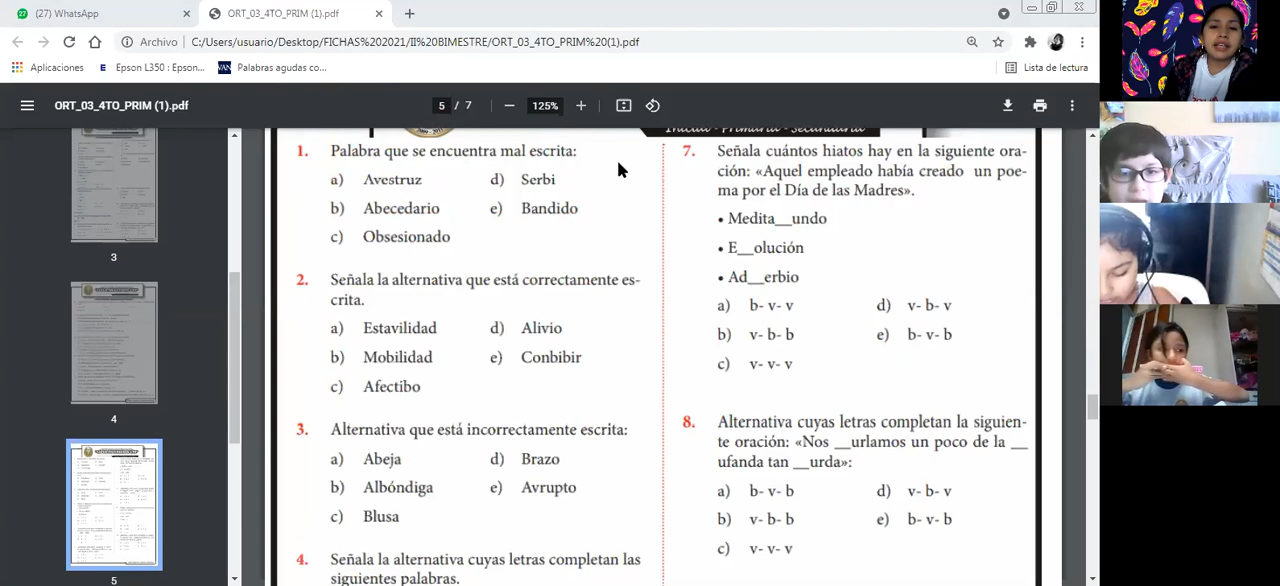 (27) WhatsApp
ORT_03_4TO_PRIM (1).pdf
Archivo
C:/Users/usuario/Desktop/FICHAS%202021/II%20BIMESTRE/ORT_03_4TO_PRIM%20(1).pdf
Aplicaciones
Epson L350 : Epson...
Palabras agudas co...
Lista de lectura
ORT_03_4TO_PRIM (1).pdf
5 / 7
125%
3
4
5
Inicial - Primaria - Secundaria
1. Palabra que se encuentra mal escrita:
a) Avestruz d) Serbi
b) Abecedario e) Bandido
c) Obsesionado
2. Señala la alternativa que está correctamente es-
crita.
a) Estavilidad d) Alivio
b) Mobilidad e) Conbibir
c) Afectibo
3. Alternativa que está incorrectamente escrita:
a) Abeja d) Brazo
b) Albóndiga e) Avrupto
c) Blusa
4. Señala la alternativa cuyas letras completan las
siguientes palabras.
7. Señala cuántos hiatos hay en la siguiente ora-
ción: «Aquel empleado había creado un poe-
ma por el Día de las Madres».
• Medita__undo
• E__olución
• Ad__erbio
a) b- v- v d) v- b- v
b) v- b- b e) b- v- b
c) v- v- v
8. Alternativa cuyas letras completan la siguien-
te oración: «Nos __urlamos un poco de la __
ufanda tan __urda»:
a) b- v- b d) v- b- v
b) v- b- b e) b- v- b
c) v- v- v